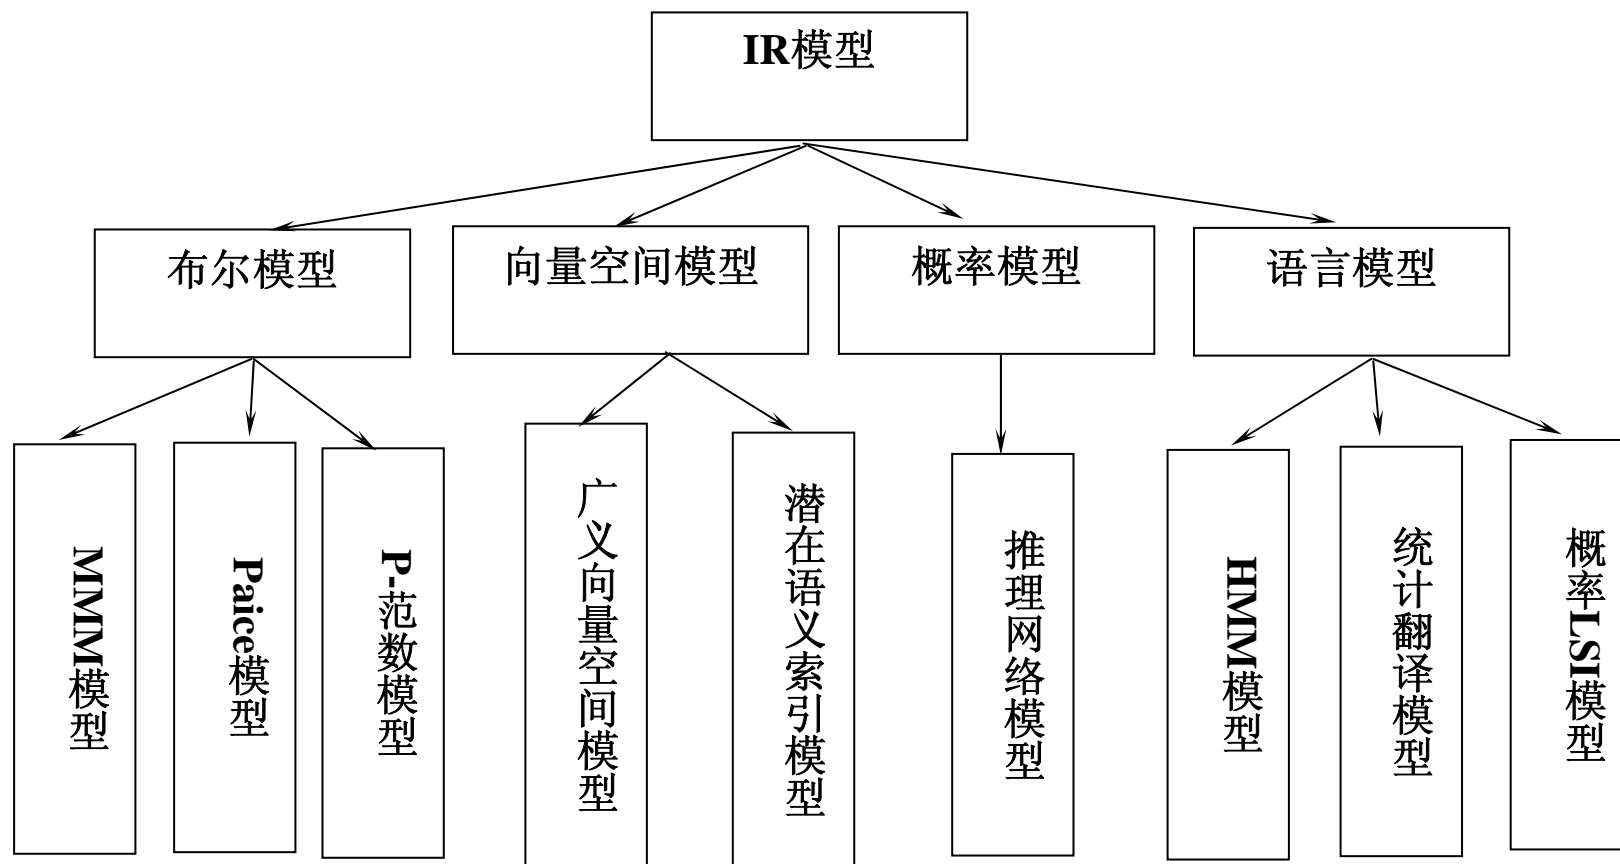 IR模型
布尔模型
向量空间模型
概率模型
语言模型
MMM模型
Paice模型
P-范数模型
广义向量空间模型
潜在语义索引模型
推理网络模型
HMM模型
统计翻译模型
概率LSI模型